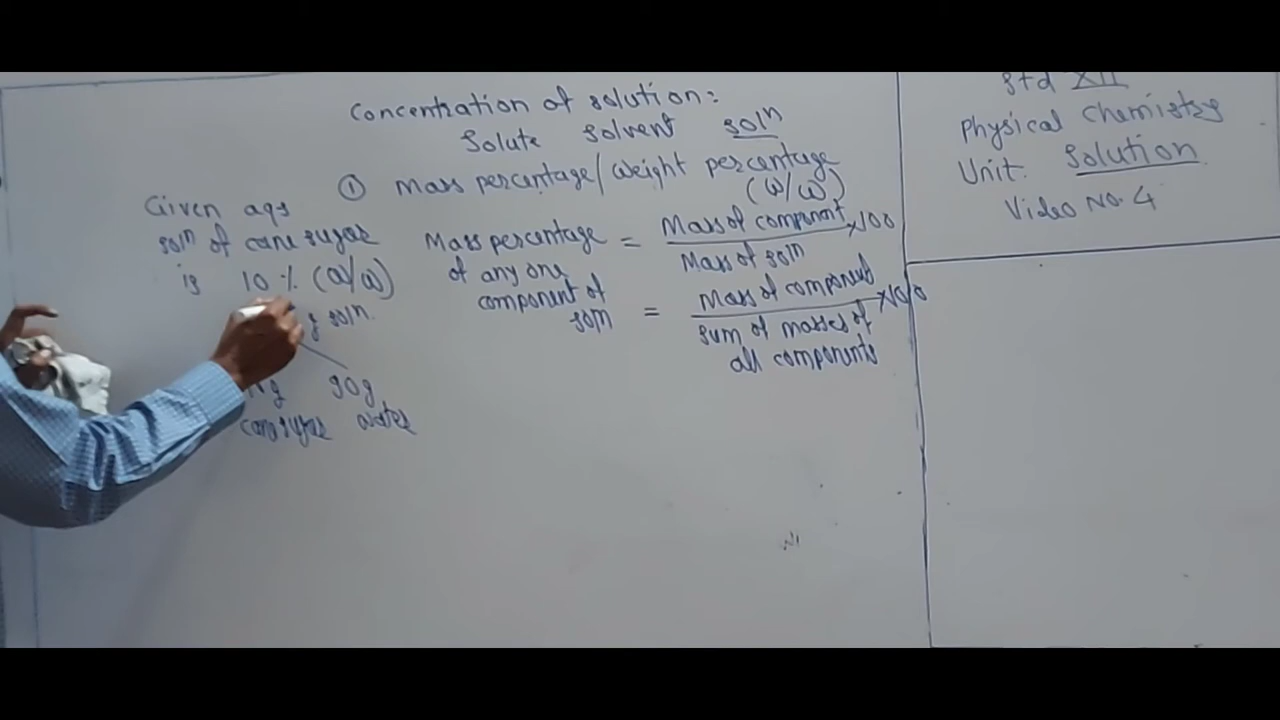 Concentration of solution:
Solute Solvent Solⁿ
① Mass percentage/Weight percentage
(W/W)
Given aqs
solⁿ of cane sugar
is 10 % (W/W)
g solⁿ.
g 90g
cane sugar water
Mass percentage
of any one
component of
solⁿ
= Mass of component ×100
Mass of solⁿ
= Mass of component ×100
sum of masses of
all components
Std XII
Physical Chemistry
Unit: Solution
Video No. 4